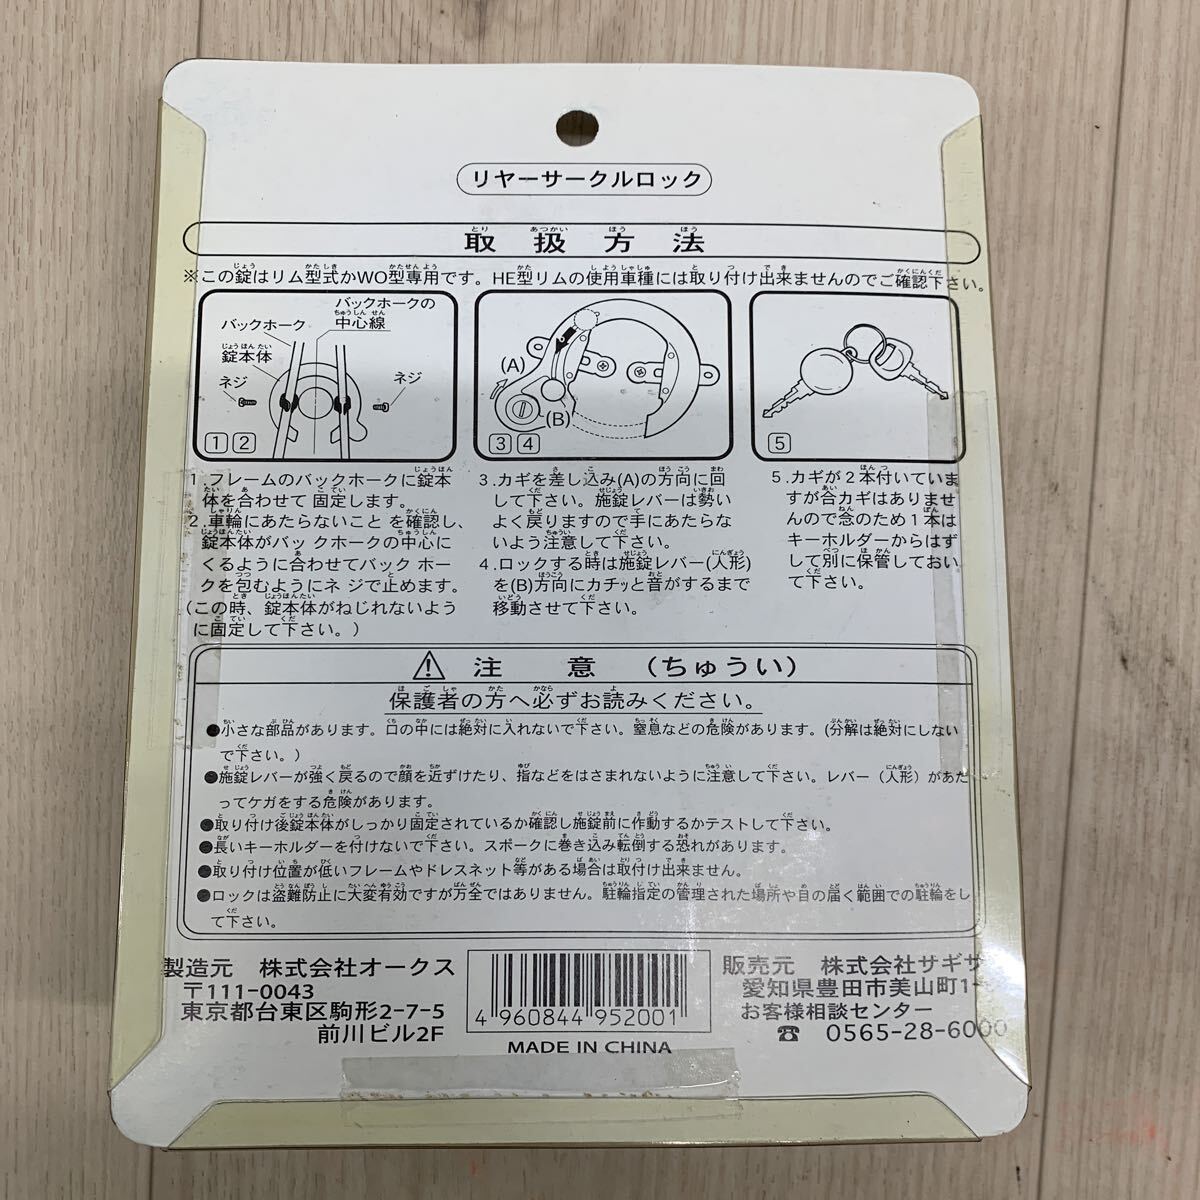 リヤーサークルロック
取扱方法
※この錠はリム型式かWO型専用です。HE型リムの使用車種には取り付け出来ませんのでご確認下さい。
バックホーク
バックホークの
中心線
錠本体
ネジ
ネジ
1 2
(A)
(B)
3 4
5
1.フレームのバックホークに錠本
体を合わせて 固定します。
2.車輪にあたらないこと を確認し、
錠本体がバッ クホークの中心に
くるように合わせてバック ホー
クを包むようにネ ジで止めます。
(この時、錠本体がねじれないよう
に固定して下さい。)
3.カギを差し込み(A)の方向に回
して下さい。施錠レバーは勢い
よく戻りますので手にあたらな
いよう注意して下さい。
4.ロックする時は施錠レバー(人形)
を(B)方向にカチッと音がするまで
移動させて下さい。
5.カギが2本付いていま
すが合カギはありませ
んので念のため1本は
キーホルダーからはず
して別に保管しておい
て下さい。
⚠ 注 意 (ちゅうい)
保護者の方へ必ずお読みください。
●小さな部品があります。口の中には絶対に入れないで下さい。窒息などの危険があります。(分解は絶対にしない
で下さい。)
●施錠レバーが強く戻るので顔を近ずけたり、指などをはさまれないように注意して下さい。レバー(人形)があた
ってケガをする危険があります。
●取り付け後錠本体がしっかり固定されているか確認し施錠前に作動するかテストして下さい。
●長いキーホルダーを付けないで下さい。スポークに巻き込み転倒する恐れがあります。
●取り付け位置が低いフレームやドレスネット等がある場合は取付け出来ません。
●ロックは盗難防止に大変有効ですが万全ではありません。駐輪指定の管理された場所や目の届く範囲での駐輪をし
て下さい。
製造元 株式会社オークス
〒111-0043
東京都台東区駒形2-7-5
前川ビル2F
4 960844 952001
MADE IN CHINA
販売元 株式会社サギサ
愛知県豊田市美山町1-
お客様相談センター
☎ 0565-28-6000